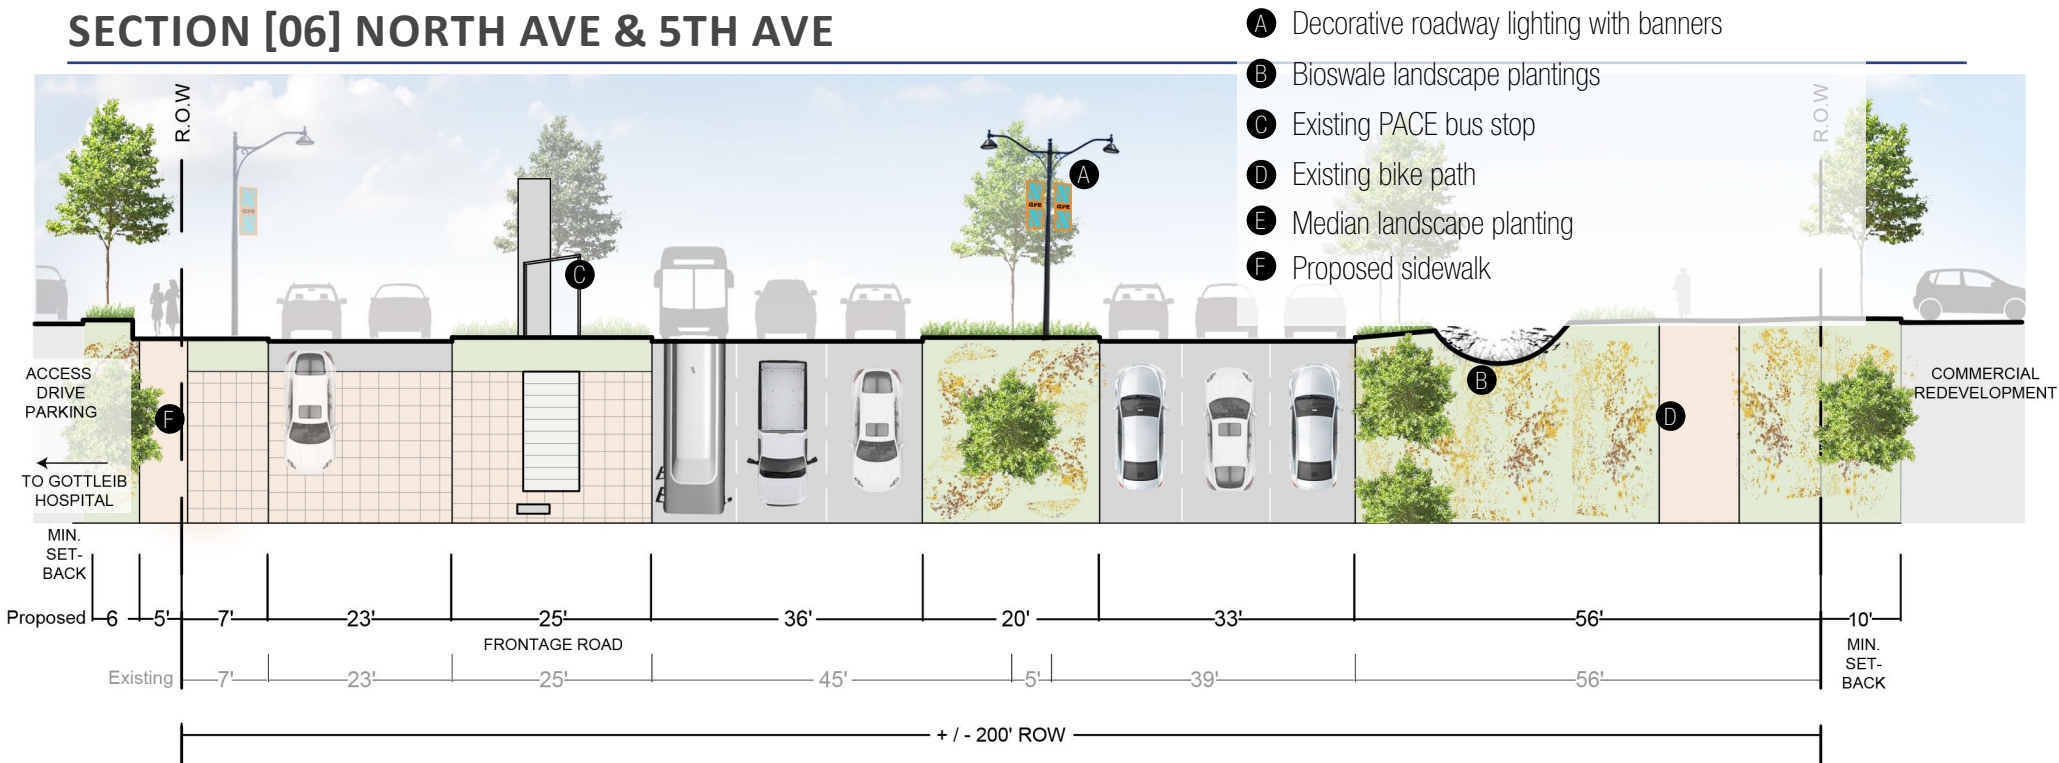 SECTION [06] NORTH AVE & 5TH AVE
A Decorative roadway lighting with banners
B Bioswale landscape plantings
C Existing PACE bus stop
D Existing bike path
E Median landscape planting
F Proposed sidewalk
R.O.W
R.O.W
ave
ave
ave
A
C
B
D
F
ACCESS
DRIVE
PARKING
TO GOTTLEIB
HOSPITAL
COMMERCIAL
REDEVELOPMENT
MIN.
SET-
BACK
Proposed 6 5' 7' 23' 25' 36' 20' 33' 56' 10'
FRONTAGE ROAD
MIN.
SET-
BACK
Existing 7' 23' 25' 45' 5' 39' 56'
+ / - 200' ROW